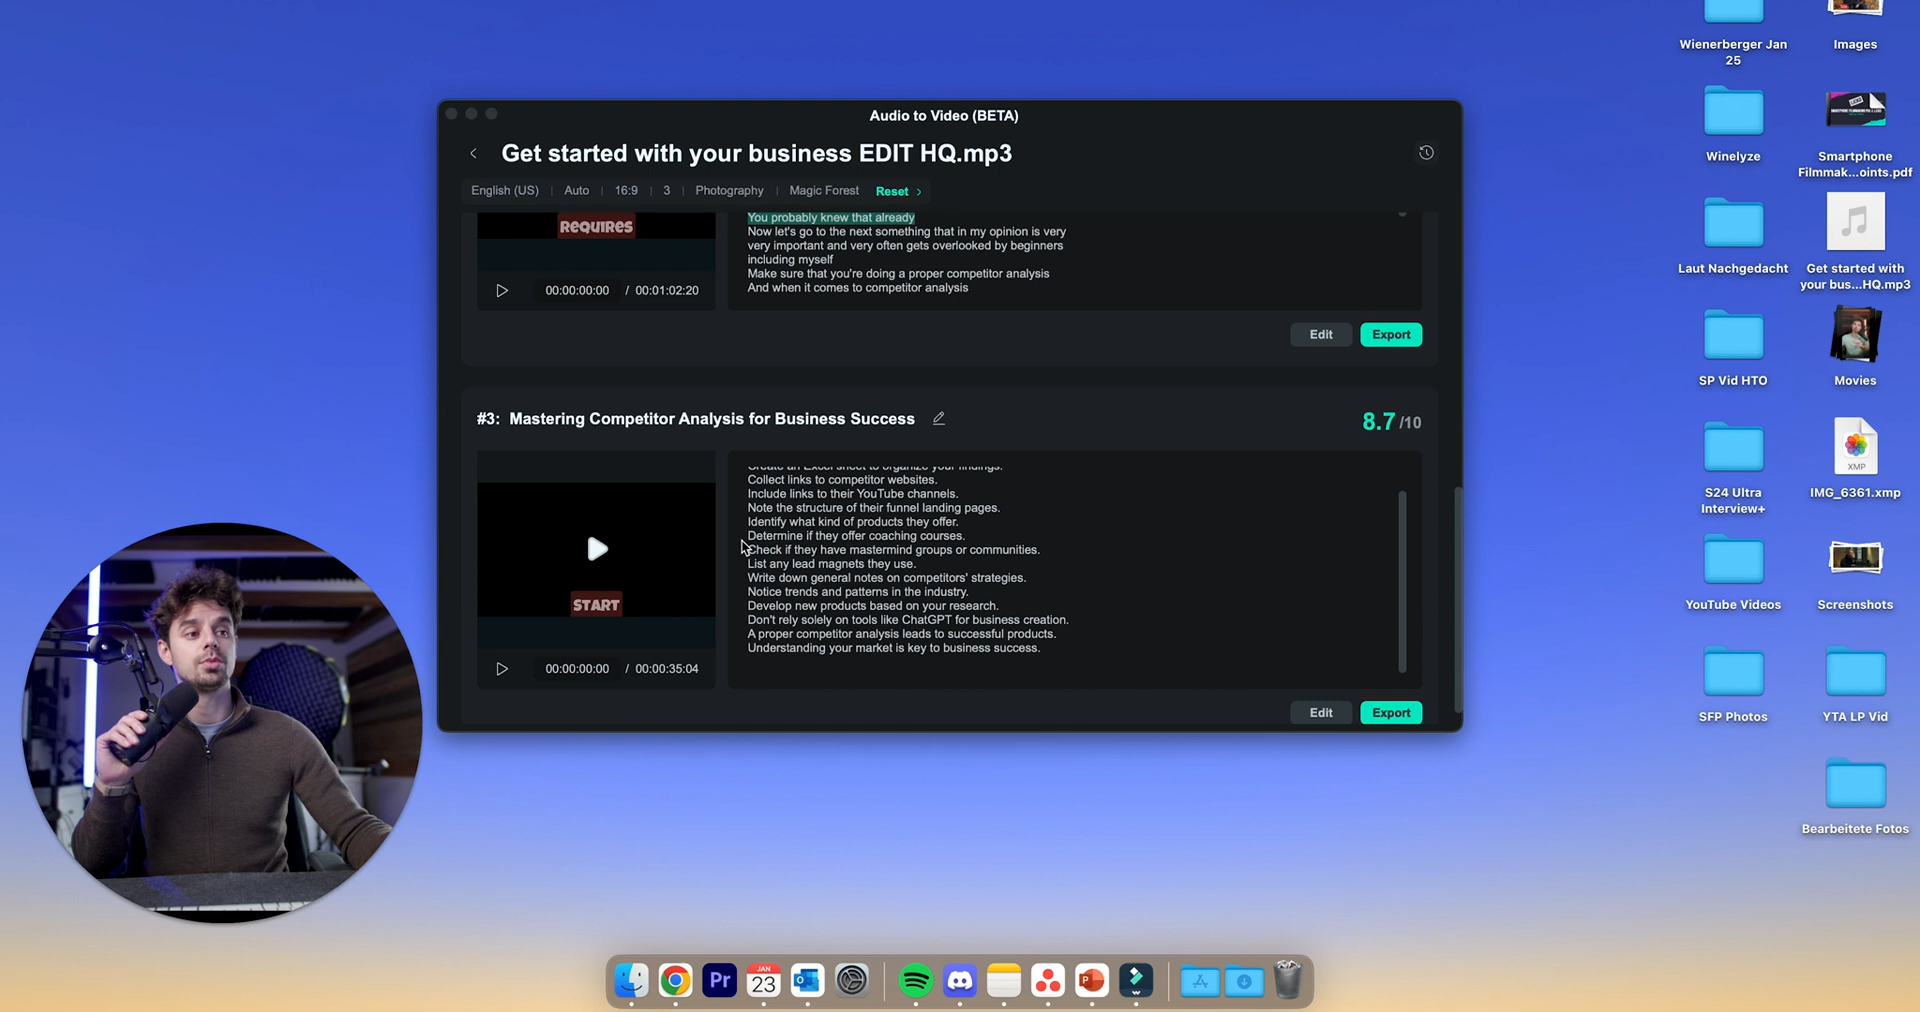 Audio to Video (BETA)
Get started with your business EDIT HQ.mp3
English (US) | Auto | 16:9 | 3 | Photography | Magic Forest Reset >
REQUIRES
00:00:00:00 / 00:01:02:20
You probably knew that already
Now let's go to the next something that in my opinion is very
very important and very often gets overlooked by beginners
including myself
Make sure that you're doing a proper competitor analysis
And when it comes to competitor analysis
Edit
Export
#3: Mastering Competitor Analysis for Business Success
8.7 /10
START
00:00:00:00 / 00:00:35:04
Create an Excel sheet to organize your findings.
Collect links to competitor websites.
Include links to their YouTube channels.
Note the structure of their funnel landing pages.
Identify what kind of products they offer.
Determine if they offer coaching courses.
Check if they have mastermind groups or communities.
List any lead magnets they use.
Write down general notes on competitors' strategies.
Notice trends and patterns in the industry.
Develop new products based on your research.
Don't rely solely on tools like ChatGPT for business creation.
A proper competitor analysis leads to successful products.
Understanding your market is key to business success.
Edit
Export
Wienerberger Jan
25
Images
Winelyze
Smartphone
Filmmak...oints.pdf
Laut Nachgedacht
Get started with
your bus...HQ.mp3
SP Vid HTO
Movies
S24 Ultra
Interview+
XMP
IMG_6361.xmp
YouTube Videos
Screenshots
SFP Photos
YTA LP Vid
Bearbeitete Fotos
Pr
JAN
23